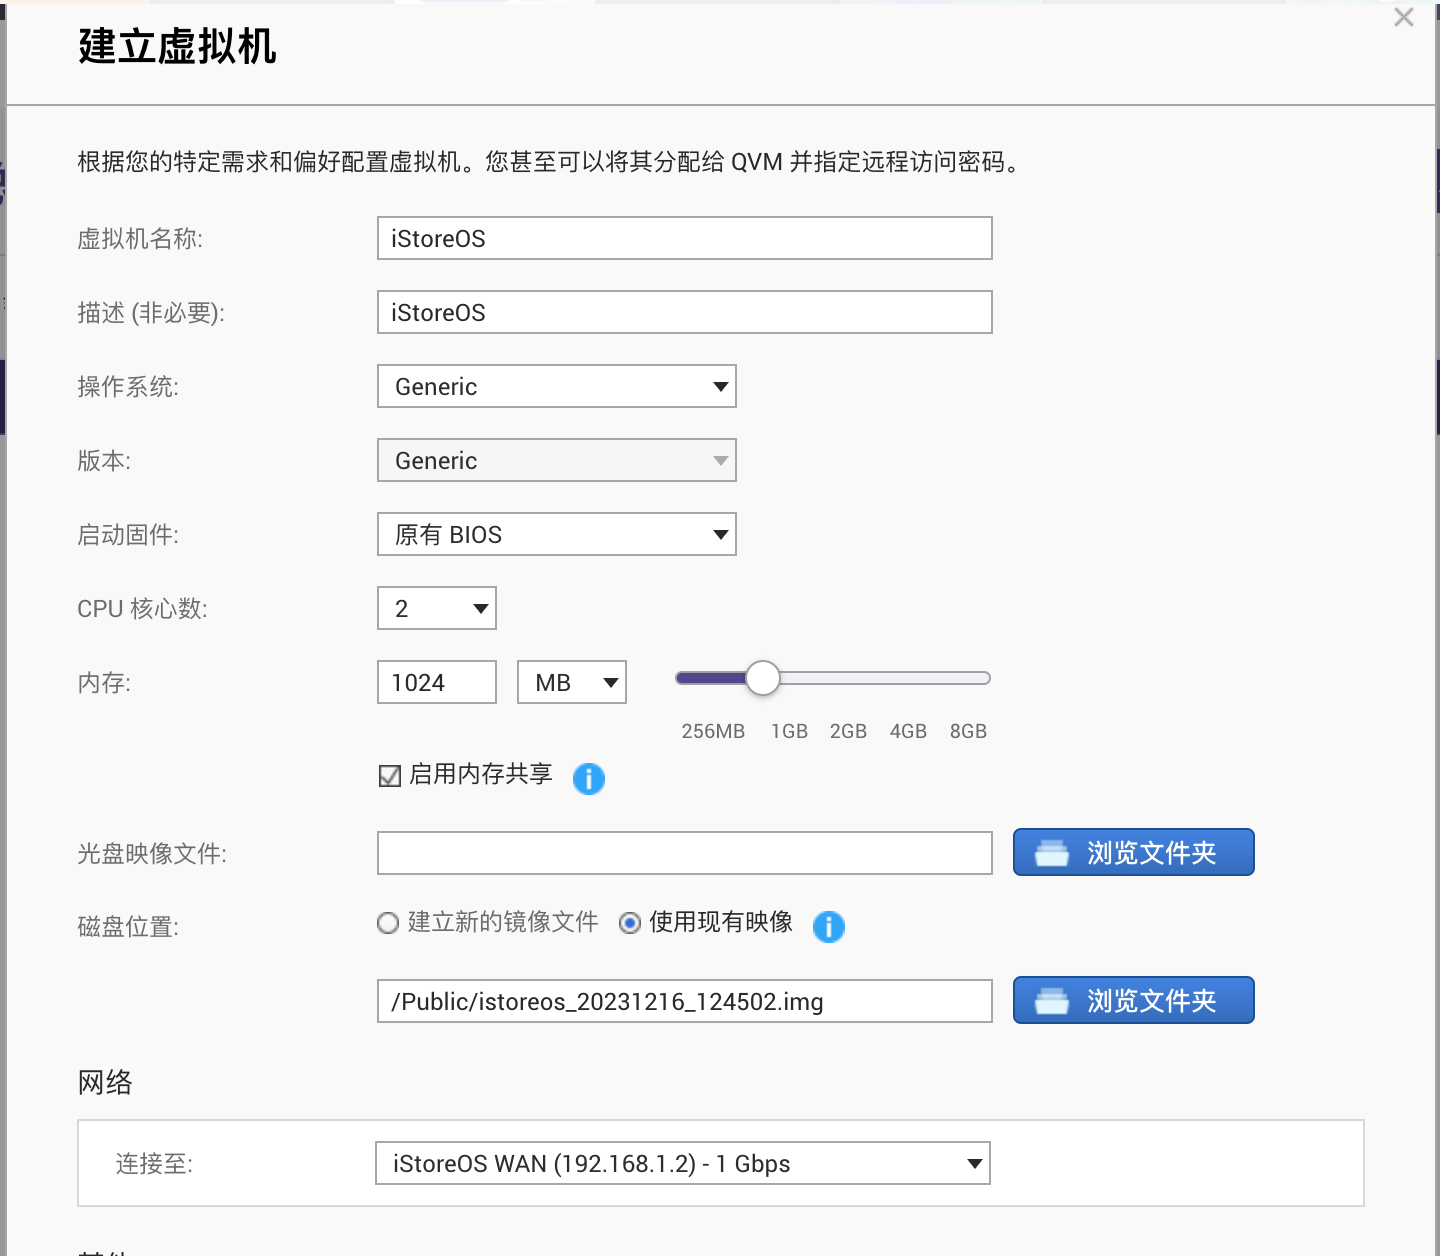 建立虚拟机
根据您的特定需求和偏好配置虚拟机。您甚至可以将其分配给 QVM 并指定远程访问密码。
虚拟机名称: iStoreOS
描述 (非必要): iStoreOS
操作系统: Generic
版本: Generic
启动固件: 原有 BIOS
CPU 核心数: 2
内存: 1024 MB
256MB 1GB 2GB 4GB 8GB
启用内存共享
光盘映像文件: 浏览文件夹
磁盘位置: 建立新的镜像文件 使用现有映像
/Public/istoreos_20231216_124502.img 浏览文件夹
网络
连接至: iStoreOS WAN (192.168.1.2) - 1 Gbps